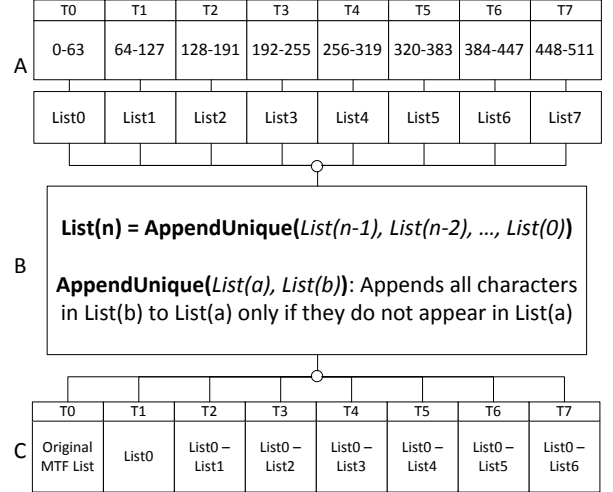 T0 T1 T2 T3 T4 T5 T6 T7
A
0-63 64-127 128-191 192-255 256-319 320-383 384-447 448-511
List0 List1 List2 List3 List4 List5 List6 List7
B
List(n) = AppendUnique(List(n-1), List(n-2), …, List(0))
AppendUnique(List(a), List(b)): Appends all characters
in List(b) to List(a) only if they do not appear in List(a)
T0 T1 T2 T3 T4 T5 T6 T7
C
Original MTF List
List0
List0 – List1
List0 – List2
List0 – List3
List0 – List4
List0 – List5
List0 – List6